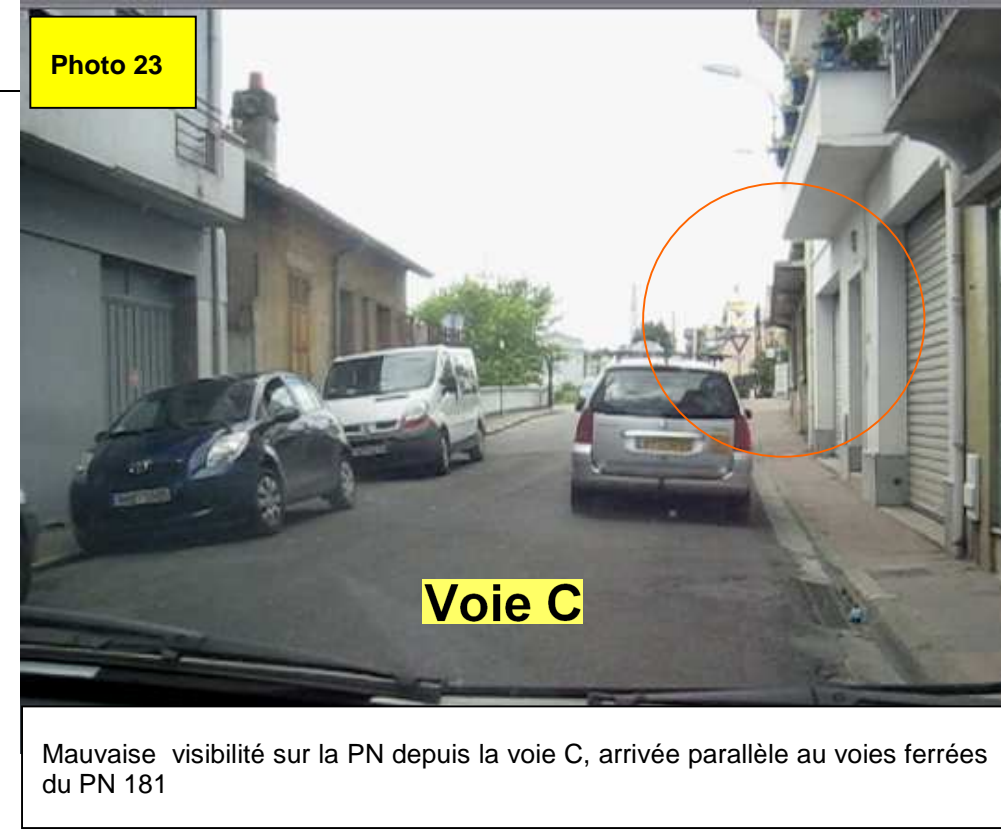 Photo 23
Voie C
Mauvaise visibilité sur la PN depuis la voie C, arrivée parallèle au voies ferrées
du PN 181